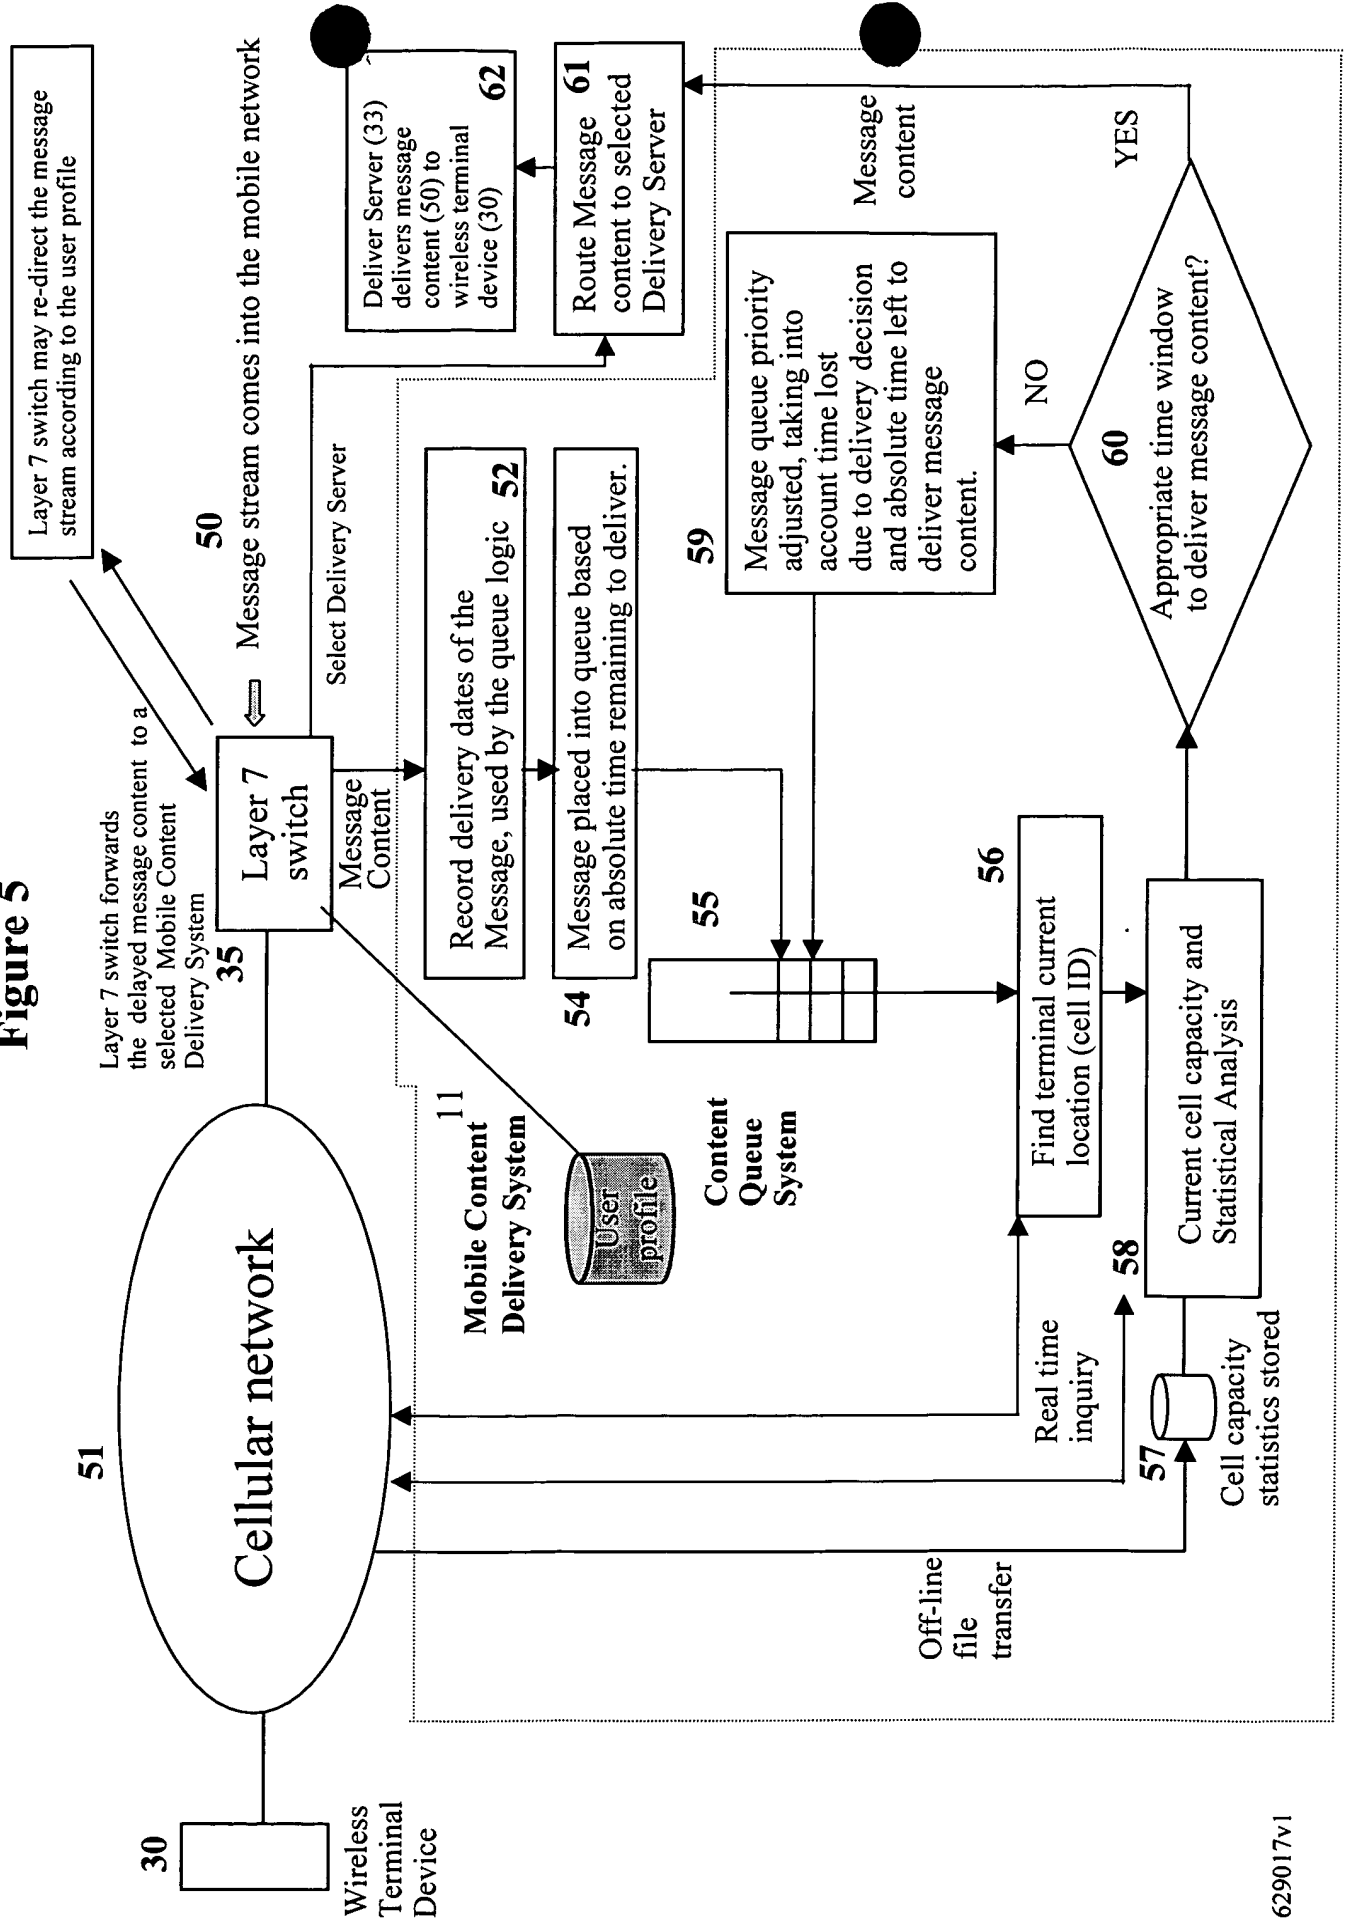 Figure 5
Layer 7 switch may re-direct the message
stream according to the user profile
Layer 7 switch forwards
the delayed message content to a
selected Mobile Content
Delivery System
50
Message stream comes into the mobile network
51
Cellular network
30
Wireless
Terminal
Device
35
Layer 7
switch
Select Delivery Server
Message
Content
Deliver Server (33)
delivers message
content (50) to
wireless terminal
device (30)
62
Route Message 61
content to selected
Delivery Server
Record delivery dates of the
Message, used by the queue logic 52
54
Message placed into queue based
on absolute time remaining to deliver.
11
Mobile Content
Delivery System
User
profile
Content
Queue
System
55
59
Message queue priority
adjusted, taking into
account time lost
due to delivery decision
and absolute time left to
deliver message
content.
Message
content
56
Find terminal current
location (cell ID)
Real time
inquiry
58
Current cell capacity and
Statistical Analysis
57
Cell capacity
statistics stored
Off-line
file
transfer
60
Appropriate time window
to deliver message content?
NO
YES
629017v1